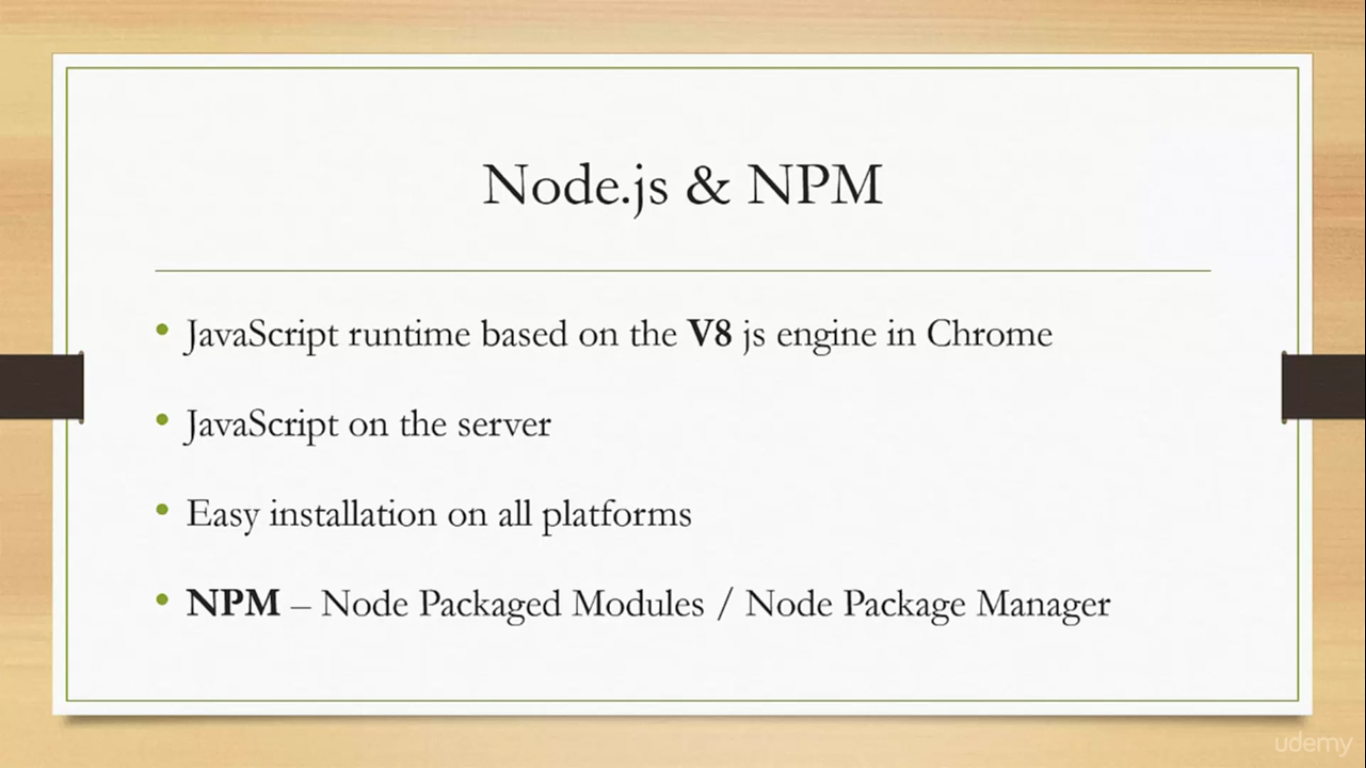 Node.js & NPM
• JavaScript runtime based on the V8 js engine in Chrome
• JavaScript on the server
• Easy installation on all platforms
• NPM – Node Packaged Modules / Node Package Manager
udemy